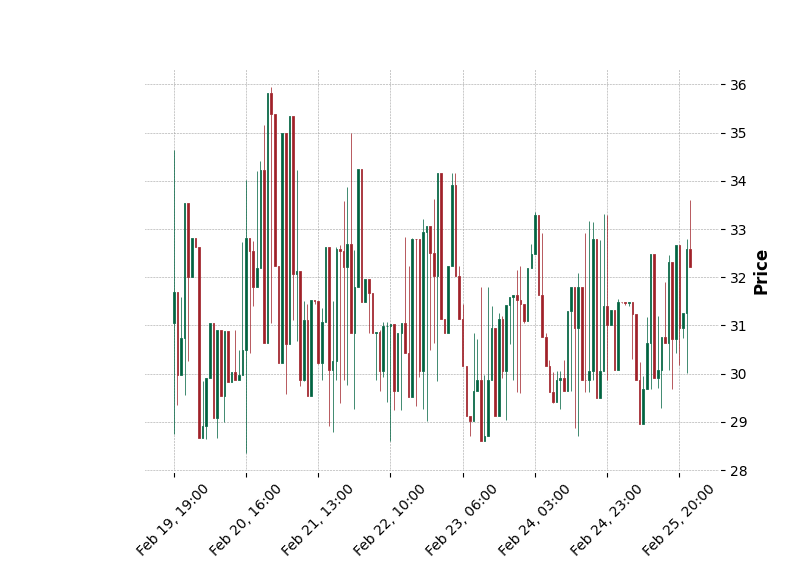 36
35
34
33
32
31
30
29
28
Price
Feb 19, 19:00
Feb 20, 16:00
Feb 21, 13:00
Feb 22, 10:00
Feb 23, 06:00
Feb 24, 03:00
Feb 24, 23:00
Feb 25, 20:00